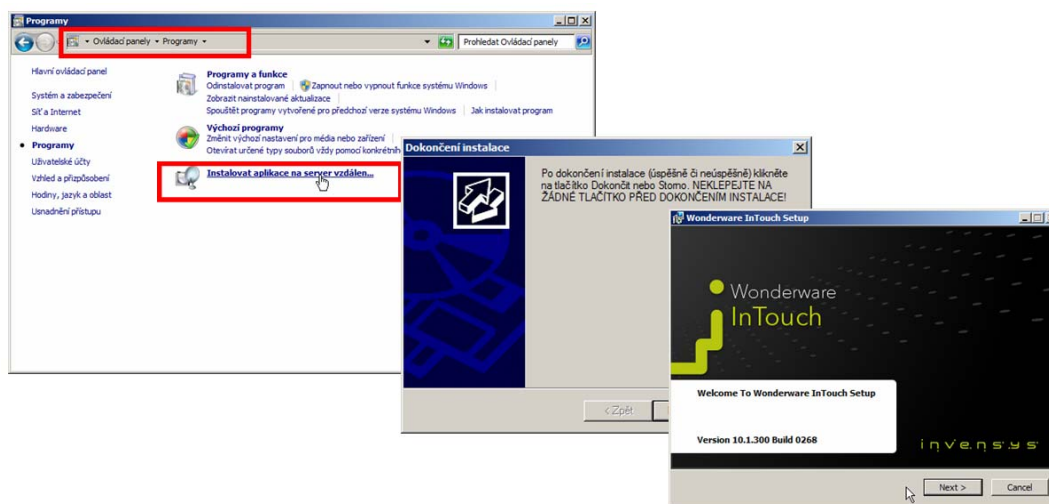 Programy
Ovládací panely
Programy
Prohledat Ovládací panely
Hlavní ovládací panel
Systém a zabezpečení
Síť a Internet
Hardware
Programy
Uživatelské účty
Vzhled a přizpůsobení
Hodiny, jazyk a oblast
Usnadnění přístupu
Programy a funkce
Odinstalovat program
Zapnout nebo vypnout funkce systému Windows
Zobrazit nainstalované aktualizace
Spouštět programy vytvořené pro předchozí verze systému Windows
Jak instalovat program
Výchozí programy
Změnit výchozí nastavení pro média nebo zařízení
Otevírat určené typy souborů vždy pomocí konkrétníh
Instalovat aplikace na server vzdálen...
Dokončení instalace
Po dokončení instalace (úspěšně či neúspěšně) klikněte
na tlačítko Dokončit nebo Storno. NEKLEPEJTE NA
ŽÁDNÉ TLAČÍTKO PŘED DOKONČENÍM INSTALACE!
< Zpět
Wonderware InTouch Setup
Wonderware
InTouch
Welcome To Wonderware InTouch Setup
Version 10.1.300 Build 0268
invensys
Next >
Cancel